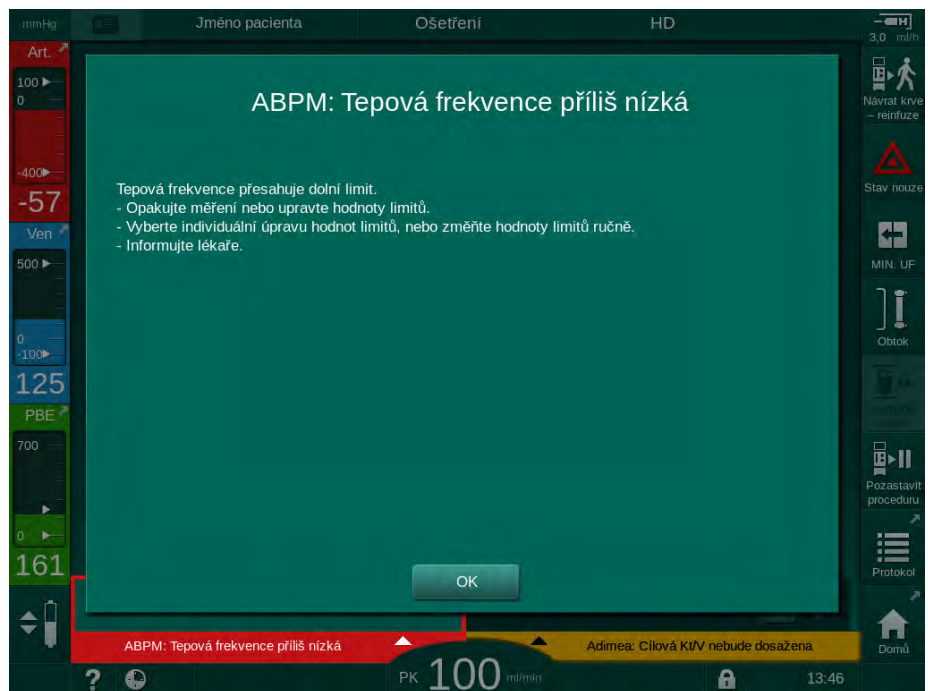 mmHg
Jméno pacienta
Ošetření
HD
3,0 ml/h
Art.
100
0
-400
-57
Ven
500
0
-100
125
PBE
700
0
161
ABPM: Tepová frekvence příliš nízká
Tepová frekvence přesahuje dolní limit.
- Opakujte měření nebo upravte hodnoty limitů.
- Vyberte individuální úpravu hodnot limitů, nebo změňte hodnoty limitů ručně.
- Informujte lékaře.
OK
Návrat krve
– reinfuze
Stav nouze
MIN. UF
Obtok
Pozastavit
proceduru
Protokol
Domů
ABPM: Tepová frekvence příliš nízká
Adimea: Cílová Kt/V nebude dosažena
?
PK 100 ml/min
13:46